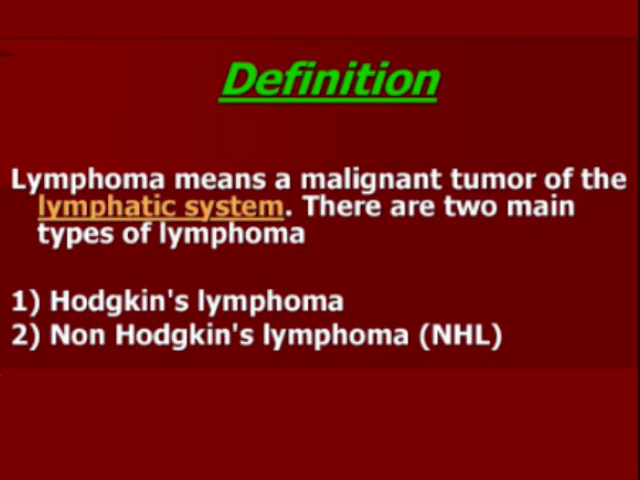 Definition
Lymphoma means a malignant tumor of the
lymphatic system. There are two main
types of lymphoma
1) Hodgkin's lymphoma
2) Non Hodgkin's lymphoma (NHL)